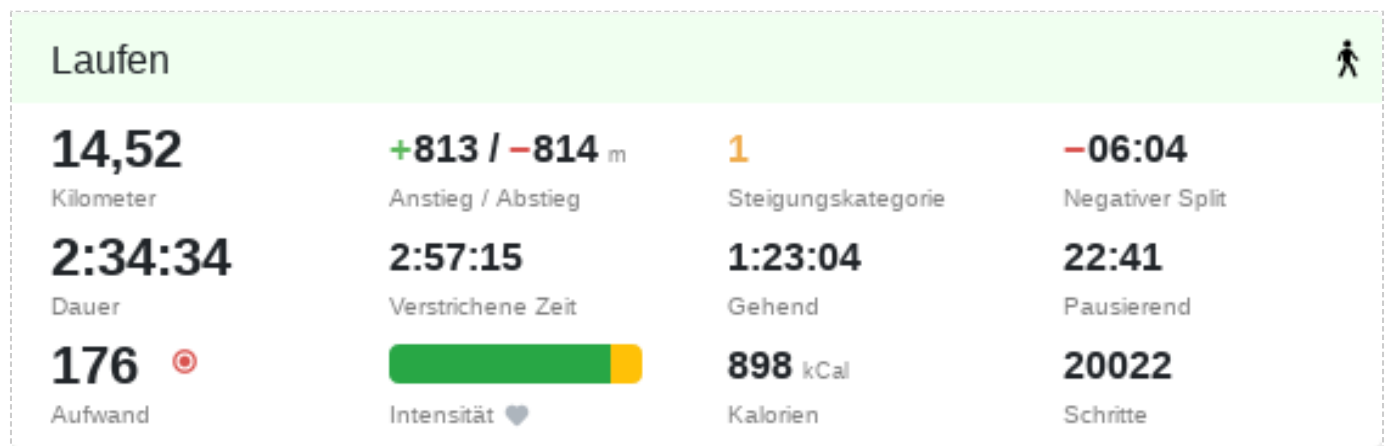 Laufen
14,52 +813 / −814 m 1 −06:04
Kilometer Anstieg / Abstieg Steigungskategorie Negativer Split
2:34:34 2:57:15 1:23:04 22:41
Dauer Verstrichene Zeit Gehend Pausierend
176 898 kCal 20022
Aufwand Intensität Kalorien Schritte